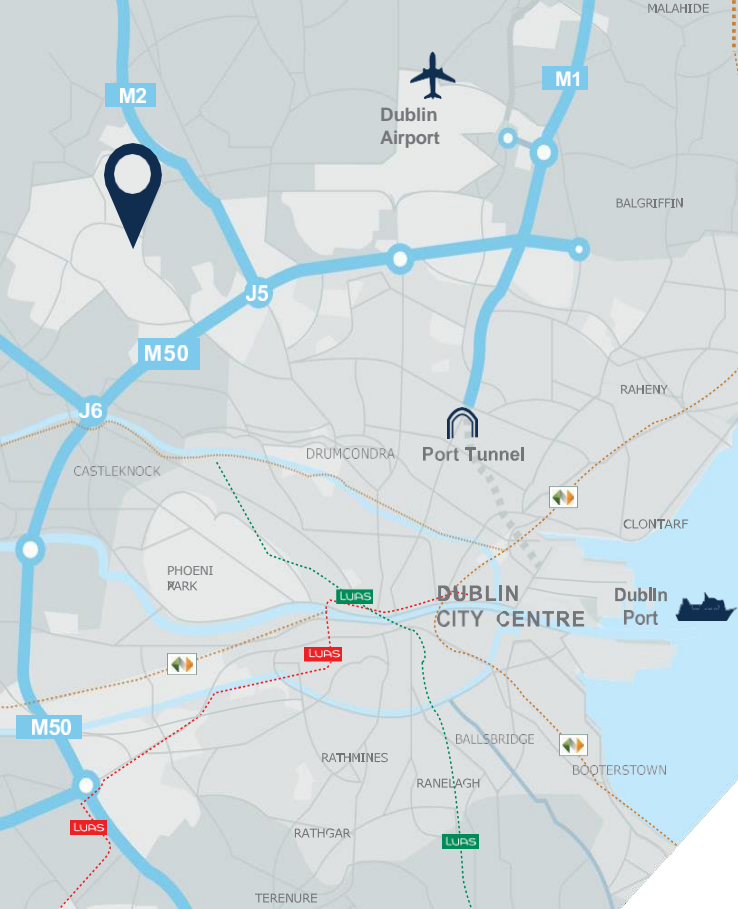 MALAHIDE
M2
M1
Dublin
Airport
BALGRIFFIN
J5
M50
RAHENY
J6
DRUMCONDRA
Port Tunnel
CASTLEKNOCK
CLONTARF
PHOENI
X
PARK
LUAS
DUBLIN
CITY CENTRE
Dublin
Port
LUAS
M50
BALLSBRIDGE
RATHMINES
BOOTERSTOWN
RANELAGH
LUAS
RATHGAR
LUAS
TERENURE